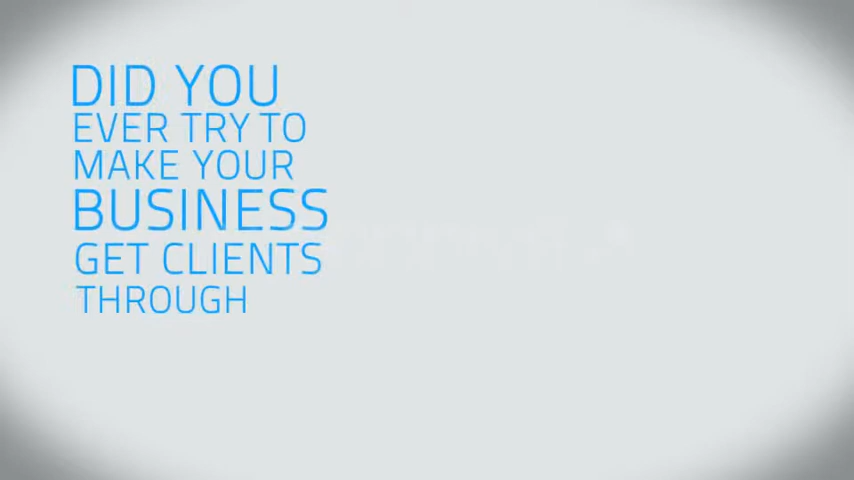 DID YOU
EVER TRY TO
MAKE YOUR
BUSINESS
GET CLIENTS
THROUGH